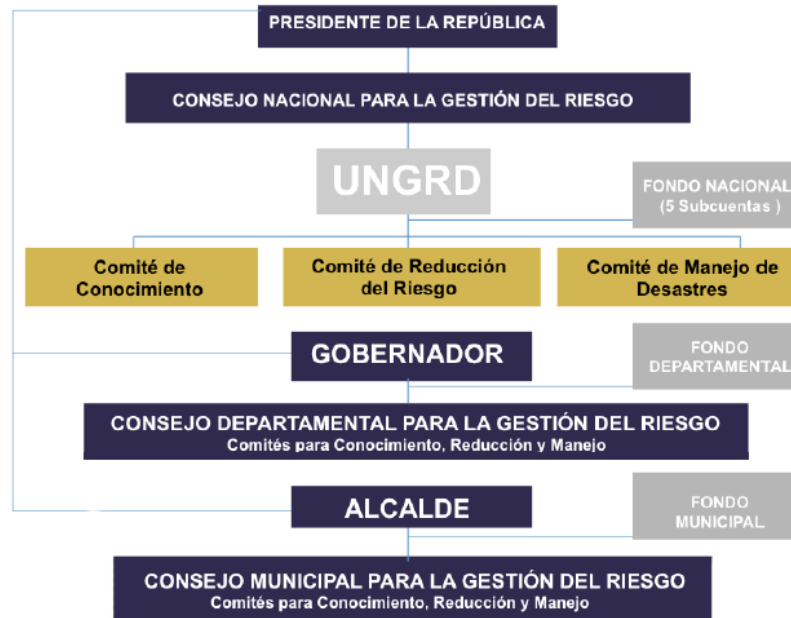 PRESIDENTE DE LA REPÚBLICA
CONSEJO NACIONAL PARA LA GESTIÓN DEL RIESGO
UNGRD
FONDO NACIONAL
(5 Subcuentas )
Comité de
Conocimiento
Comité de Reducción
del Riesgo
Comité de Manejo de
Desastres
GOBERNADOR
FONDO
DEPARTAMENTAL
CONSEJO DEPARTAMENTAL PARA LA GESTIÓN DEL RIESGO
Comités para Conocimiento, Reducción y Manejo
ALCALDE
FONDO
MUNICIPAL
CONSEJO MUNICIPAL PARA LA GESTIÓN DEL RIESGO
Comités para Conocimiento, Reducción y Manejo